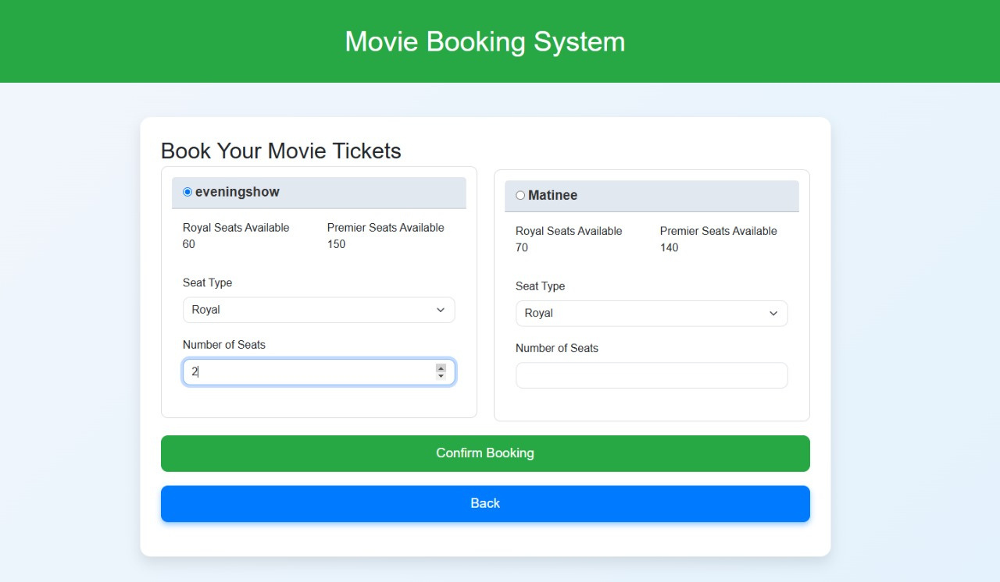 Movie Booking System
Book Your Movie Tickets
eveningshow
Royal Seats Available Premier Seats Available
60 150
Seat Type
Royal
Number of Seats
2
Matinee
Royal Seats Available Premier Seats Available
70 140
Seat Type
Royal
Number of Seats
Confirm Booking
Back